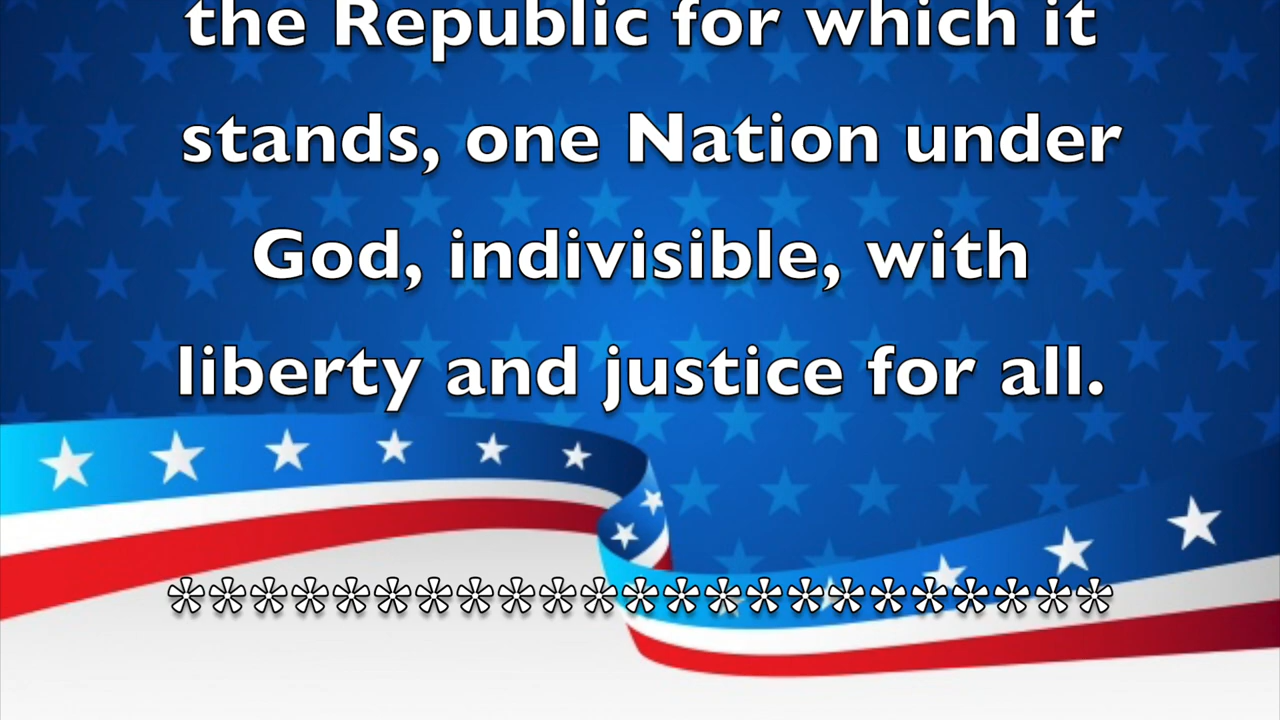 the Republic for which it
stands, one Nation under
God, indivisible, with
liberty and justice for all.
***********************